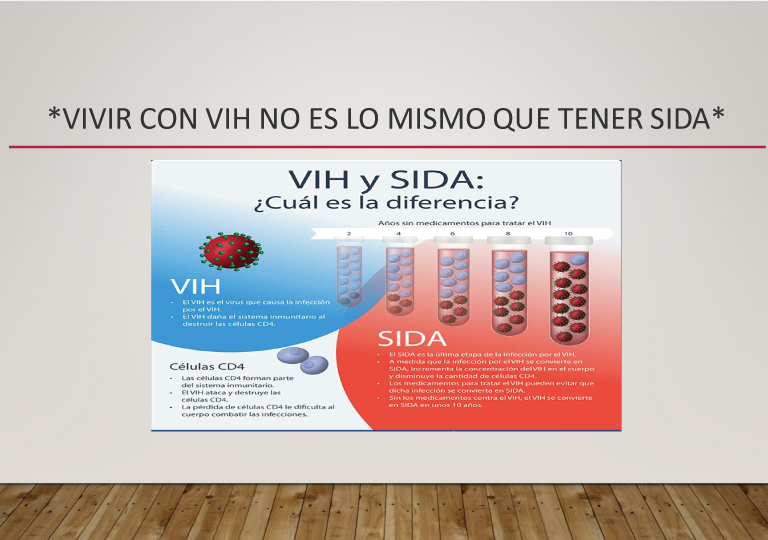 *VIVIR CON VIH NO ES LO MISMO QUE TENER SIDA*
VIH y SIDA:
¿Cuál es la diferencia?
Años sin medicamentos para tratar el VIH
2 4 6 8 10
VIH
• El VIH es el virus que causa la infección
por el VIH.
• El VIH daña el sistema inmunitario al
destruir las células CD4.
Células CD4
• Las células CD4 forman parte
del sistema inmunitario.
• El VIH ataca y destruye las
células CD4.
• La pérdida de células CD4 le dificulta al
cuerpo combatir las infecciones.
SIDA
• El SIDA es la última etapa de la infección por el VIH.
• A medida que la infección por el VIH se convierte en
SIDA, incrementa la concentración del VIH en el cuerpo
y disminuye la cantidad de células CD4.
• Los medicamentos para tratar el VIH pueden evitar que
dicha infección se convierta en SIDA.
• Sin los medicamentos contra el VIH, el VIH se convierte
en SIDA en unos 10 años.